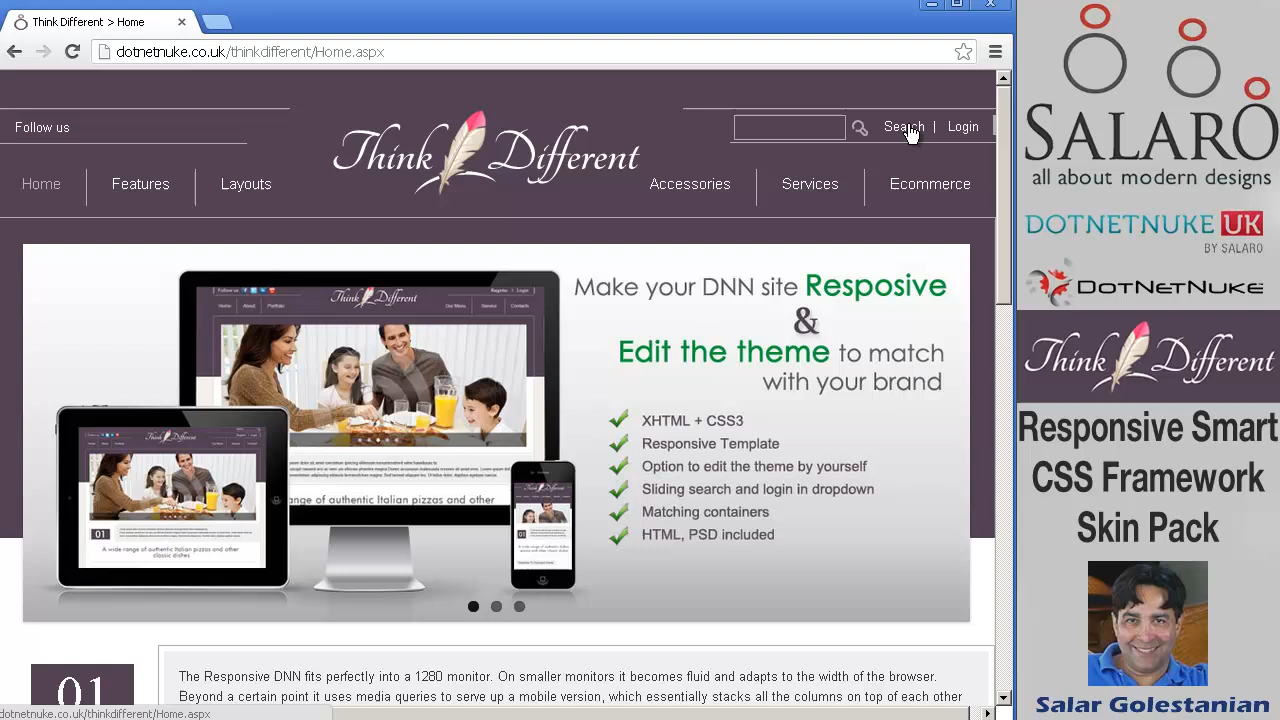 Think Different > Home
dotnetnuke.co.uk/thinkdifferent/Home.aspx
Follow us
Think Different
Search | Login
Home
Features
Layouts
Accessories
Services
Ecommerce
Think Different
Make your DNN site Resposive
&
Edit the theme to match
with your brand
XHTML + CSS3
Responsive Template
Option to edit the theme by yourself
Sliding search and login in dropdown
Matching containers
HTML, PSD included
range of authentic Italian pizzas and other
01
A wide range of authentic Italian pizzas and other
classic dishes
01
The Responsive DNN fits perfectly into a 1280 monitor. On smaller monitors it becomes fluid and adapts to the width of the browser.
Beyond a certain point it uses media queries to serve up a mobile version, which essentially stacks all the columns on top of each other
dotnetnuke.co.uk/thinkdifferent/Home.aspx
SALARO
all about modern designs
DOTNETNUKE UK
BY SALARO
DOTNETNUKE
Think Different
Responsive Smart
CSS Framework
Skin Pack
Salar Golestanian